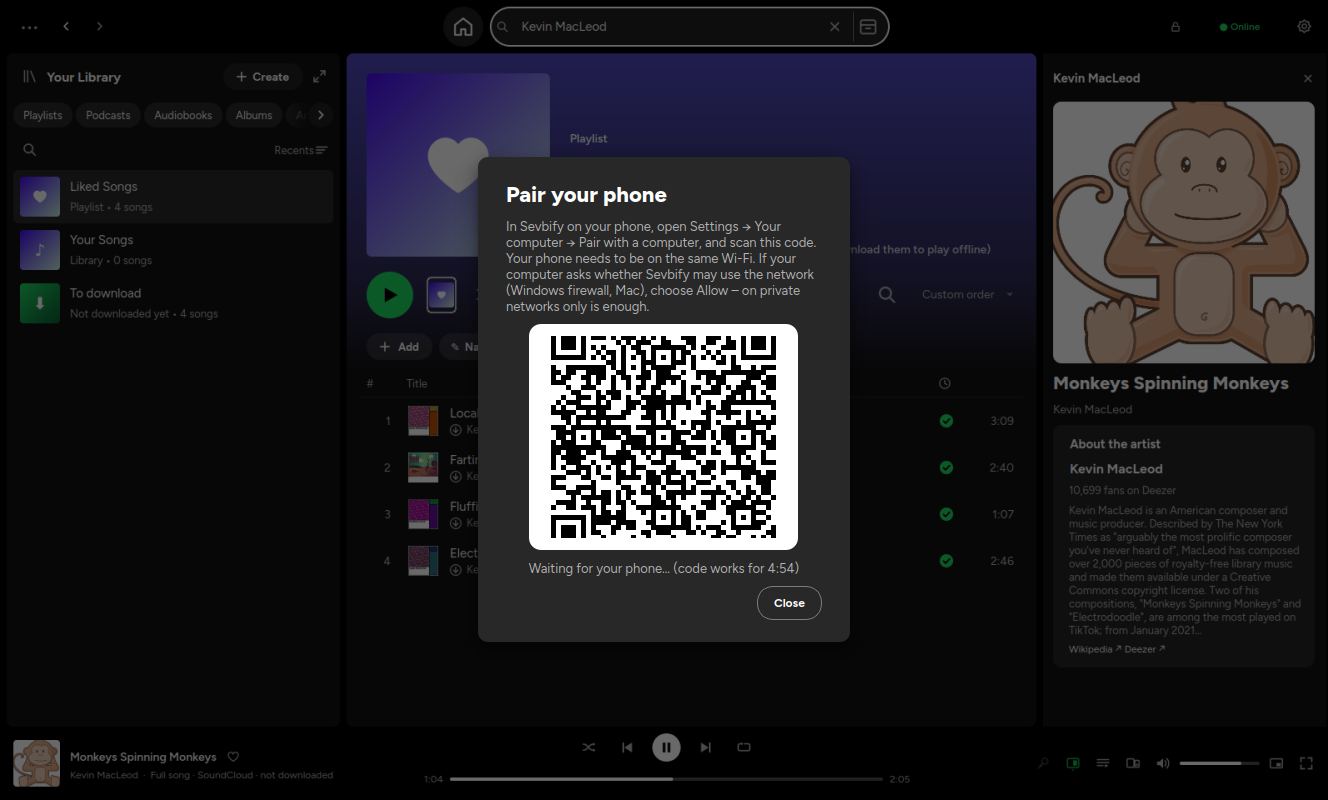 Kevin MacLeod
Online
Your Library
Create
Playlists
Podcasts
Audiobooks
Albums
Recents
Liked Songs
Playlist • 4 songs
Your Songs
Library • 0 songs
To download
Not downloaded yet • 4 songs
Playlist
nload them to play offline)
Custom order
Add
# Title
1
3:09
2
2:40
3
1:07
4
2:46
Pair your phone
In Sevbify on your phone, open Settings → Your
computer → Pair with a computer, and scan this code.
Your phone needs to be on the same Wi-Fi. If your
computer asks whether Sevbify may use the network
(Windows firewall, Mac), choose Allow – on private
networks only is enough.
Waiting for your phone... (code works for 4:54)
Close
Kevin MacLeod
Monkeys Spinning Monkeys
Kevin MacLeod
About the artist
Kevin MacLeod
10,699 fans on Deezer
Kevin MacLeod is an American composer and
music producer. Described by The New York
Times as "arguably the most prolific composer
you've never heard of", MacLeod has composed
over 2,000 pieces of royalty-free library music
and made them available under a Creative
Commons copyright license. Two of his
compositions, "Monkeys Spinning Monkeys" and
"Electrodoodle", are among the most played on
TikTok; from January 2021...
Wikipedia ↗ Deezer ↗
Monkeys Spinning Monkeys
Kevin MacLeod · Full song · SoundCloud · not downloaded
1:04
2:05